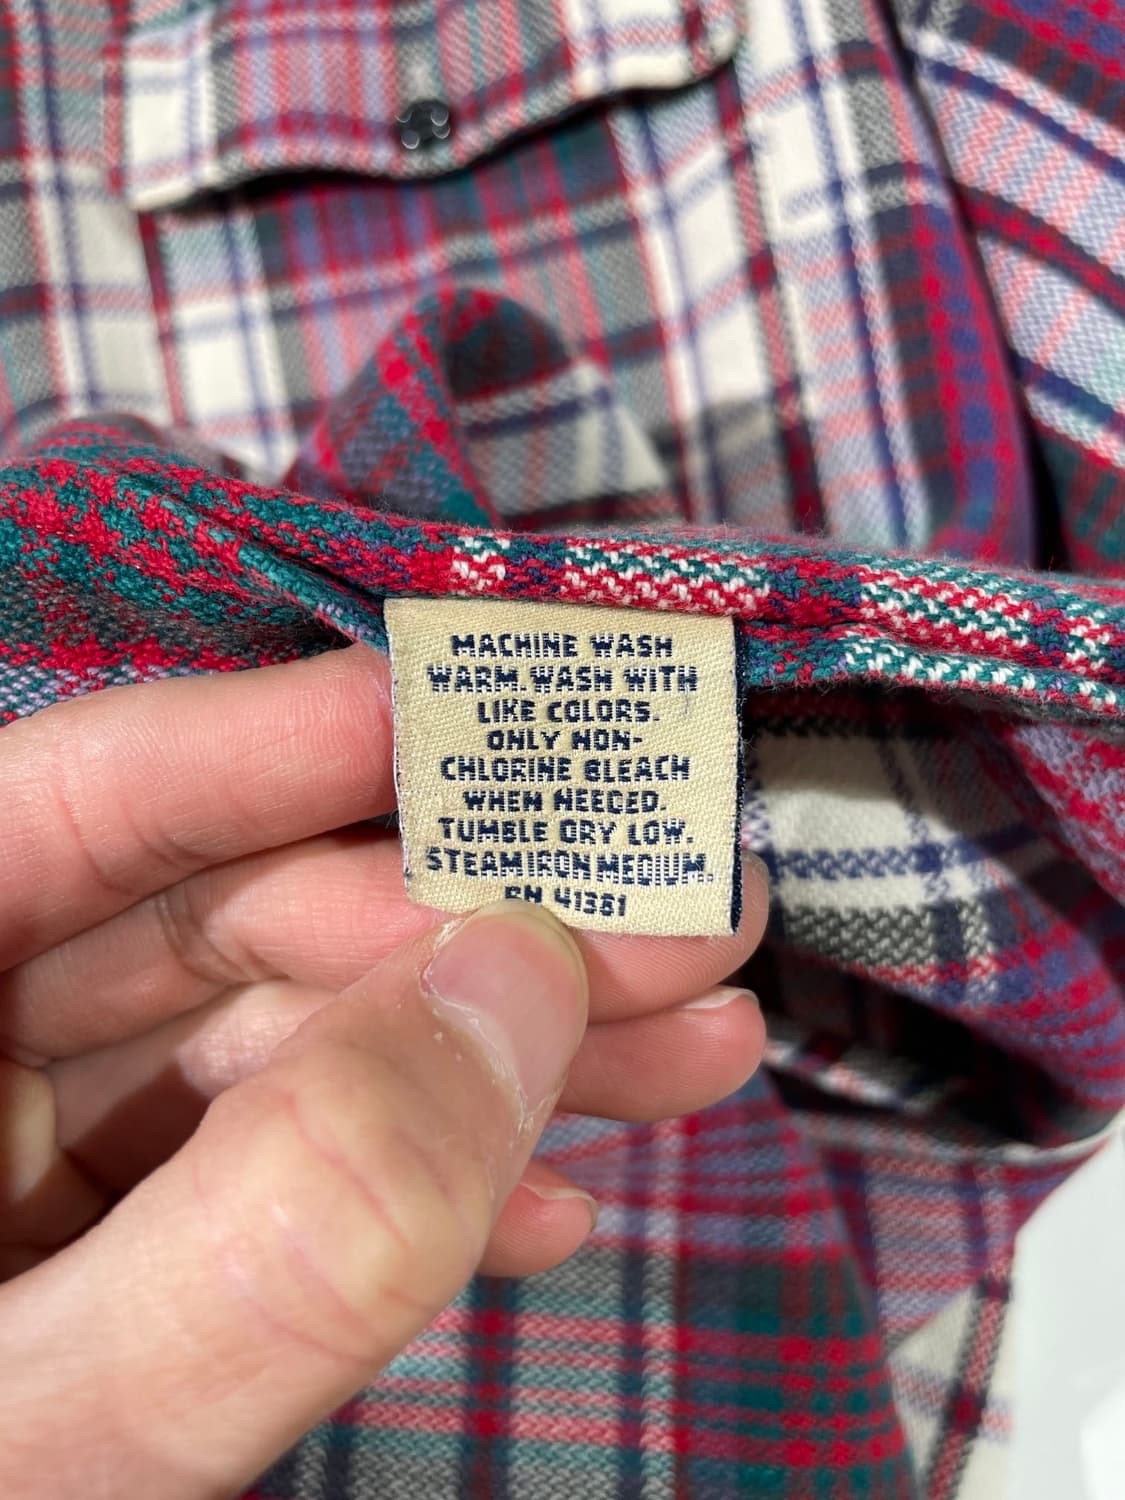 MACHINE WASH
WARM. WASH WITH
LIKE COLORS.
ONLY NON-
CHLORINE BLEACH
WHEN NEEDED.
TUMBLE DRY LOW.
STEAM IRON MEDIUM.
RN 41381